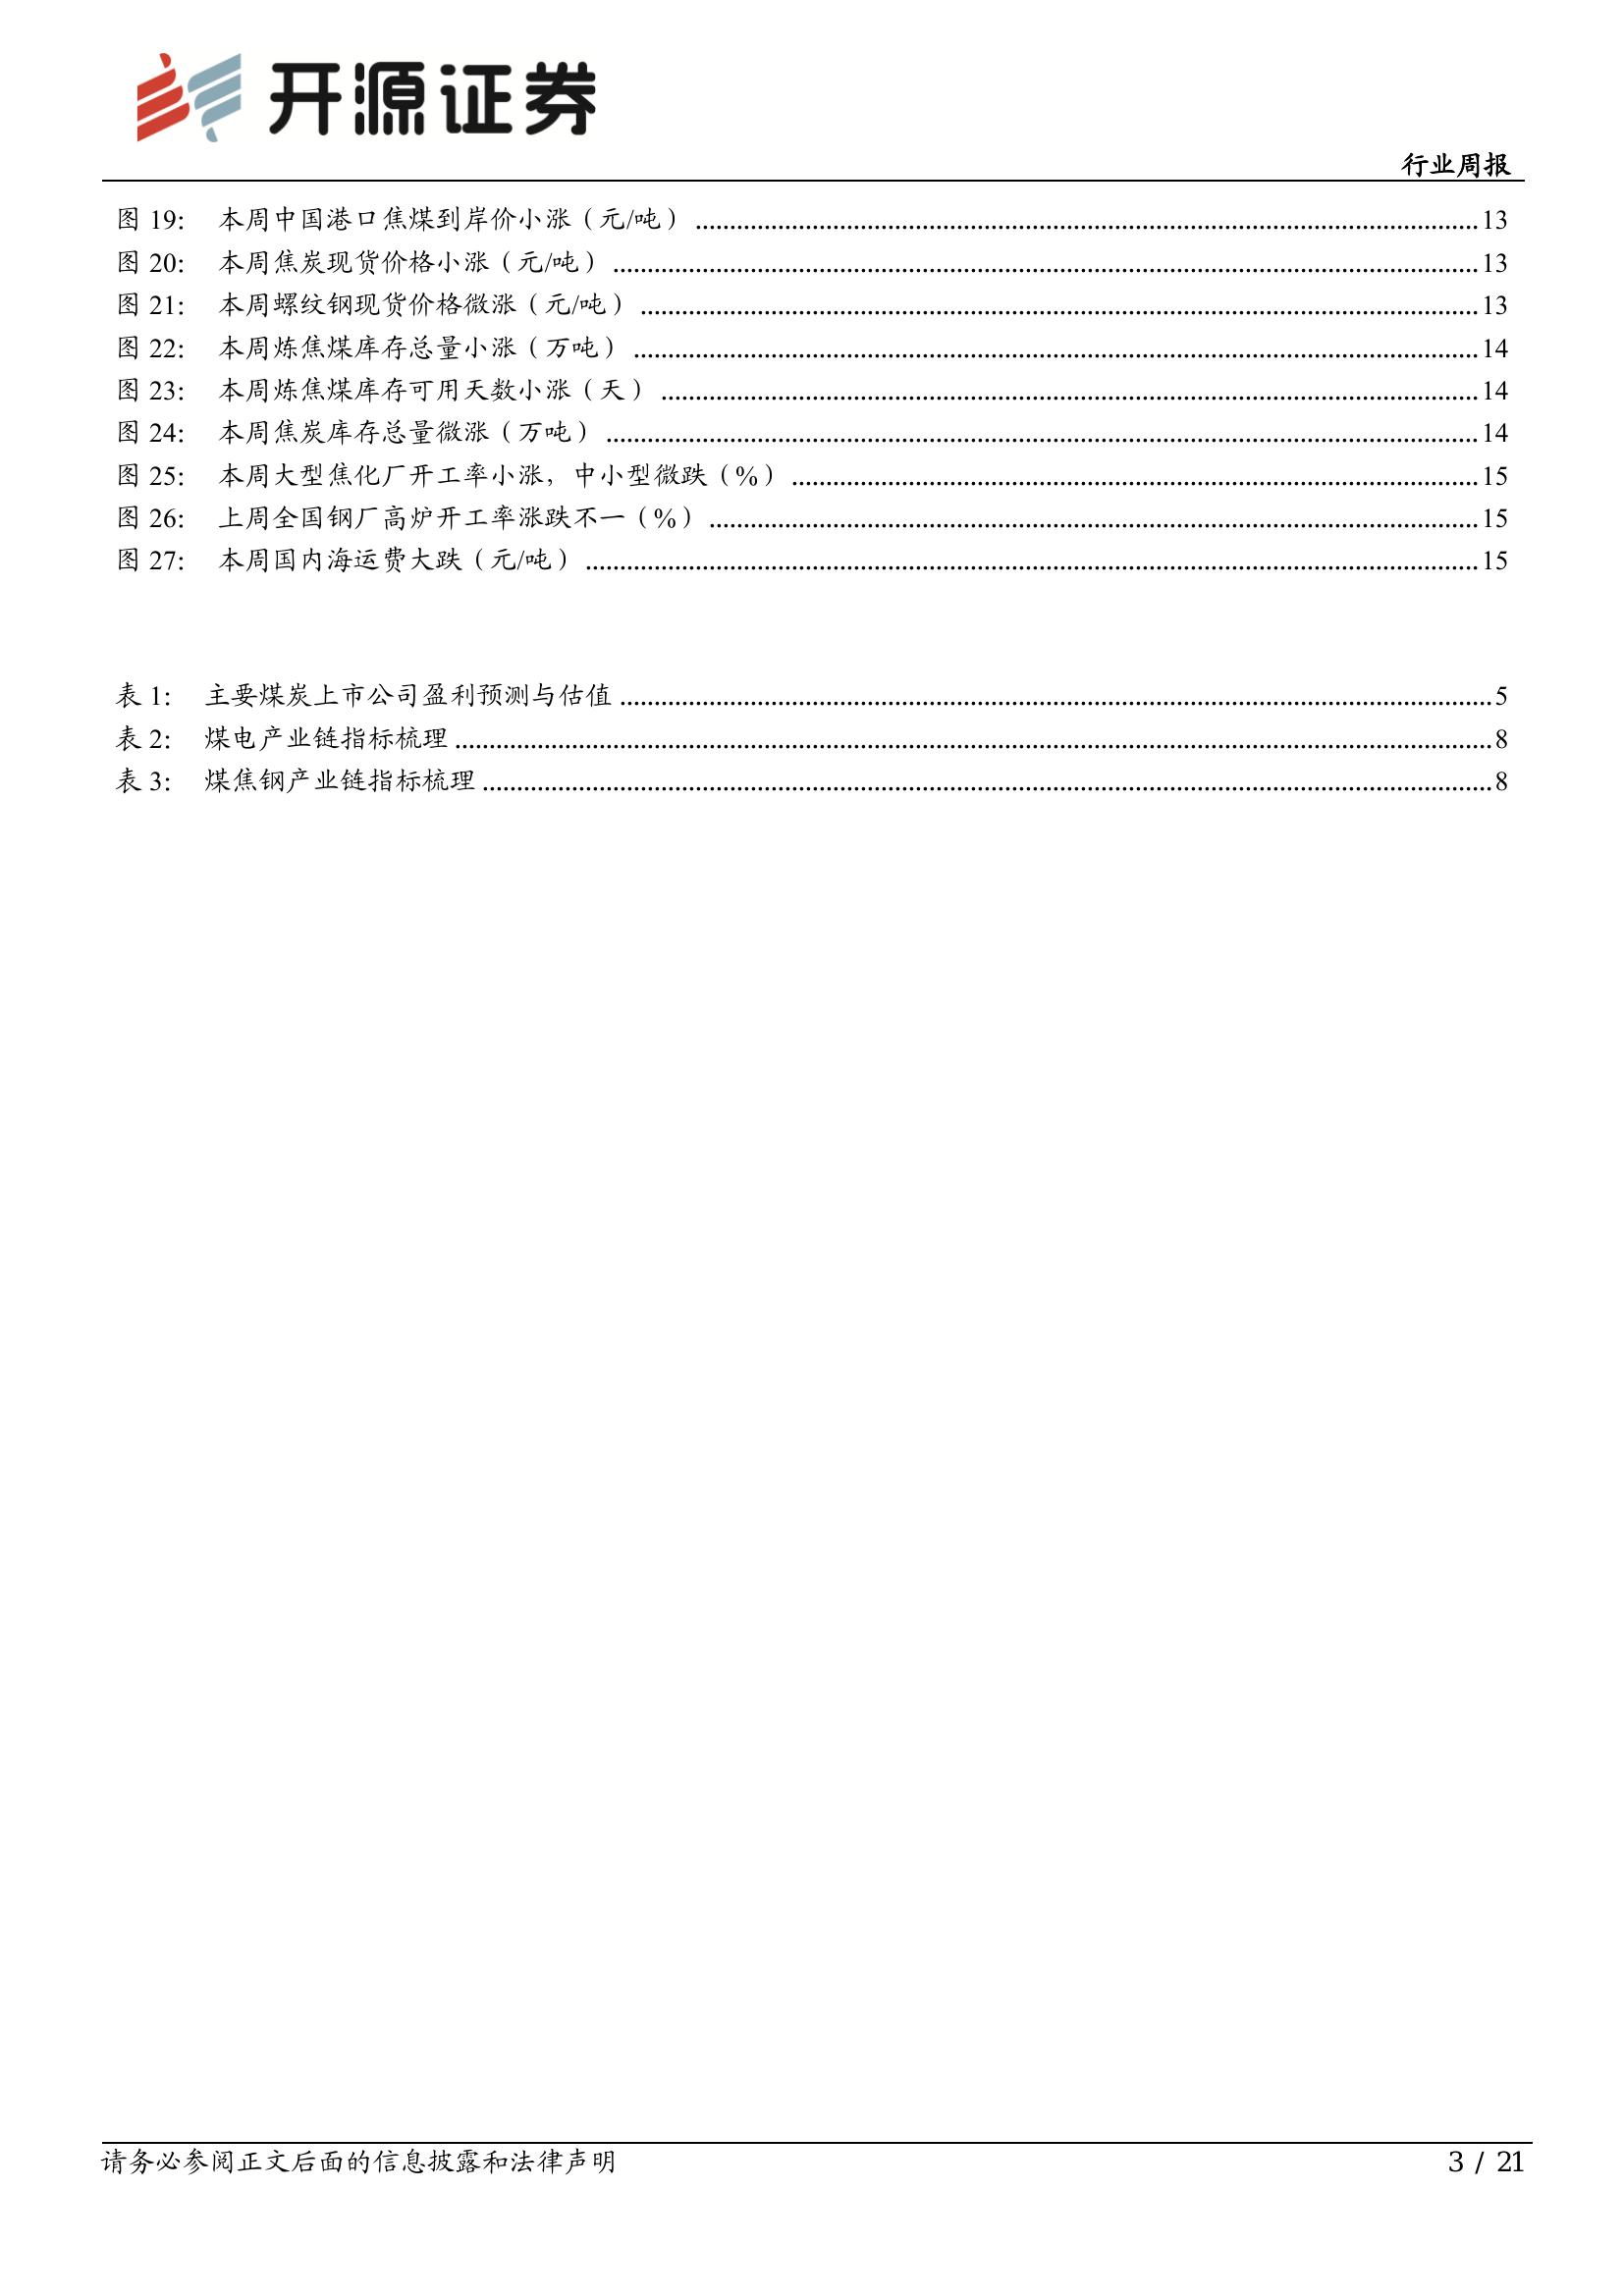 开源证券
行业周报
图 19： 本周中国港口焦煤到岸价小涨（元/吨） ........ 13
图 20： 本周焦炭现货价格小涨（元/吨） ........ 13
图 21： 本周螺纹钢现货价格微涨（元/吨） ........ 13
图 22： 本周炼焦煤库存总量小涨（万吨） ........ 14
图 23： 本周炼焦煤库存可用天数小涨（天） ........ 14
图 24： 本周焦炭库存总量微涨（万吨） ........ 14
图 25： 本周大型焦化厂开工率小涨，中小型微跌（%） ........ 15
图 26： 上周全国钢厂高炉开工率涨跌不一（%） ........ 15
图 27： 本周国内海运费大跌（元/吨） ........ 15
表 1： 主要煤炭上市公司盈利预测与估值 ........ 5
表 2： 煤电产业链指标梳理 ........ 8
表 3： 煤焦钢产业链指标梳理 ........ 8
请务必参阅正文后面的信息披露和法律声明
3 / 21